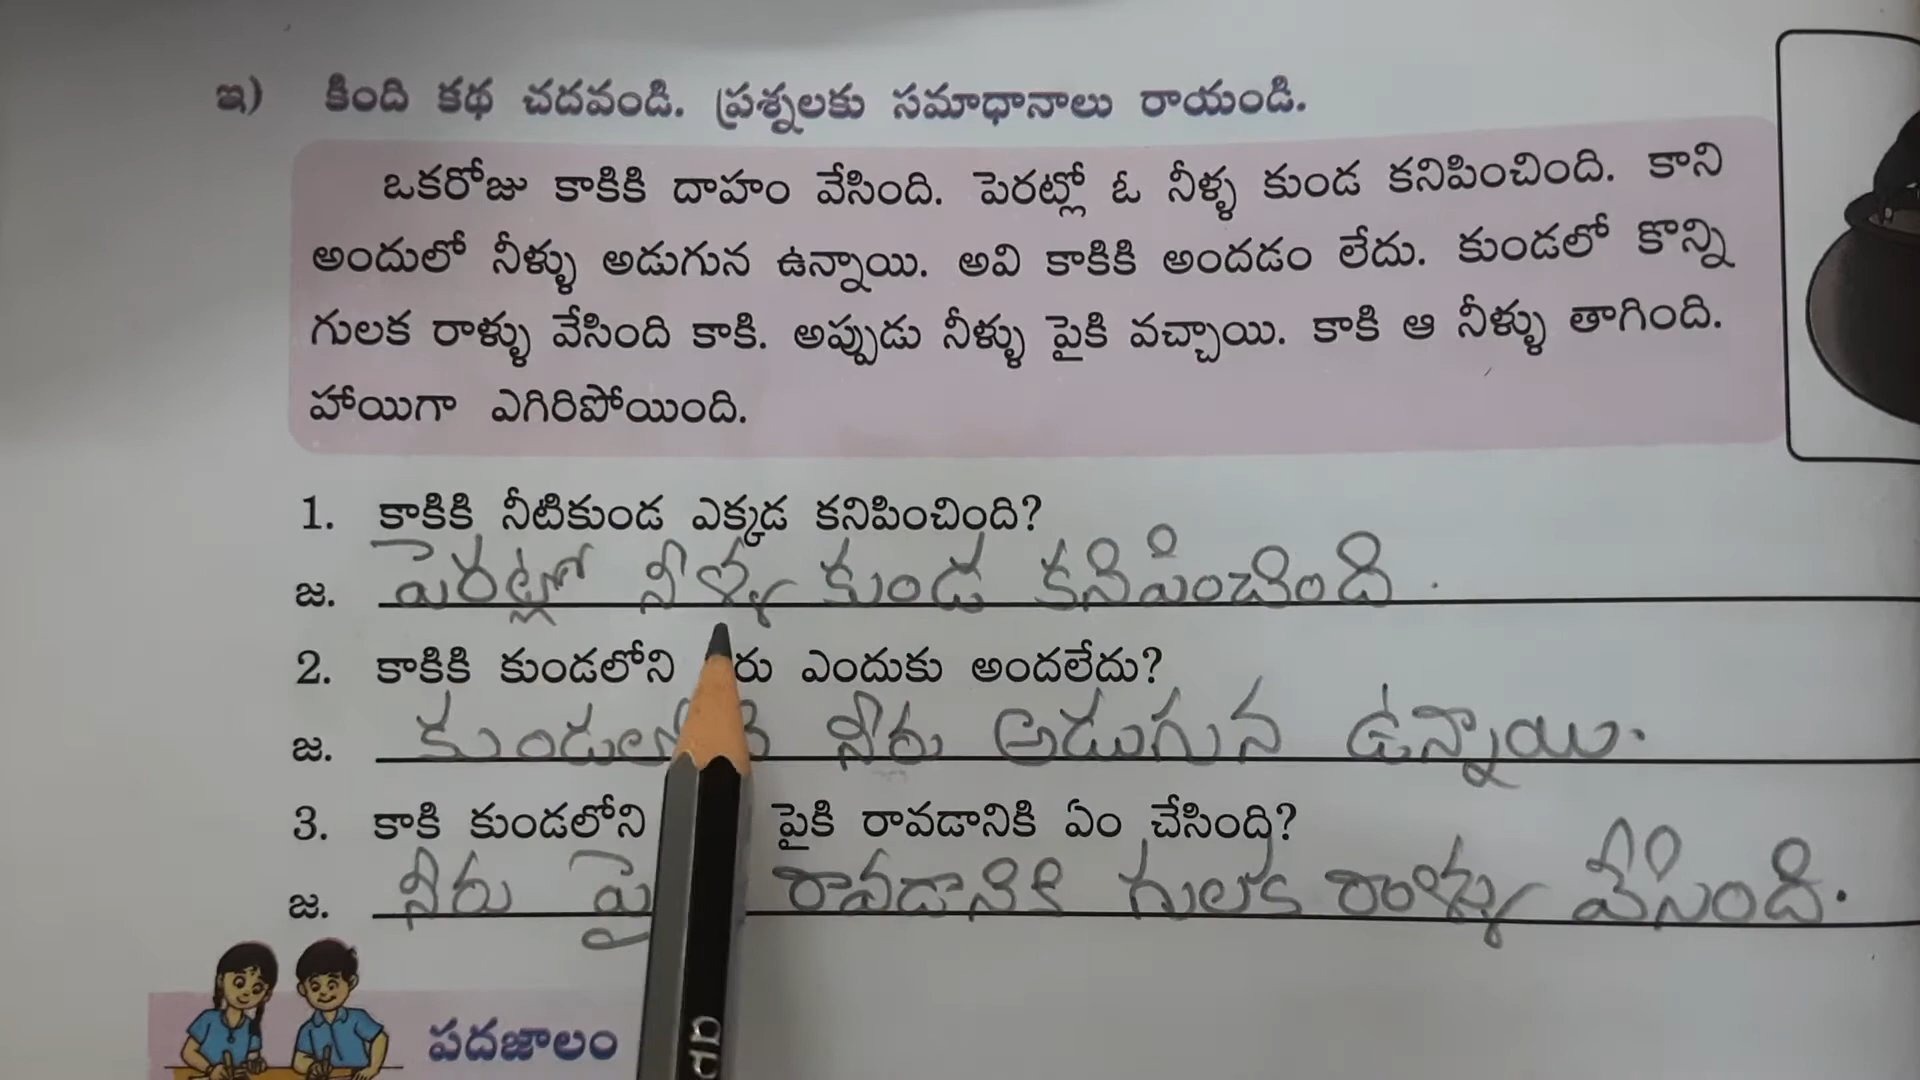 ఇ) కింది కథ చదవండి. ప్రశ్నలకు సమాధానాలు రాయండి.
ఒకరోజు కాకికి దాహం వేసింది. పెరట్లో ఓ నీళ్ళ కుండ కనిపించింది. కాని
అందులో నీళ్ళు అడుగున ఉన్నాయి. అవి కాకికి అందడం లేదు. కుండలో కొన్ని
గులక రాళ్ళు వేసింది కాకి. అప్పుడు నీళ్ళు పైకి వచ్చాయి. కాకి ఆ నీళ్ళు తాగింది.
హాయిగా ఎగిరిపోయింది.
1. కాకికి నీటికుండ ఎక్కడ కనిపించింది?
జ. పెరట్లో నీళ్ళ కుండ కనిపించింది.
2. కాకికి కుండలోని రు ఎందుకు అందలేదు?
జ. నీరు అడుగున ఉన్నాయి.
3. కాకి కుండలోని పైకి రావడానికి ఏం చేసింది?
జ. నీరు పై రావడానికి గులక రాళ్ళు వేసింది.
పదజాలం